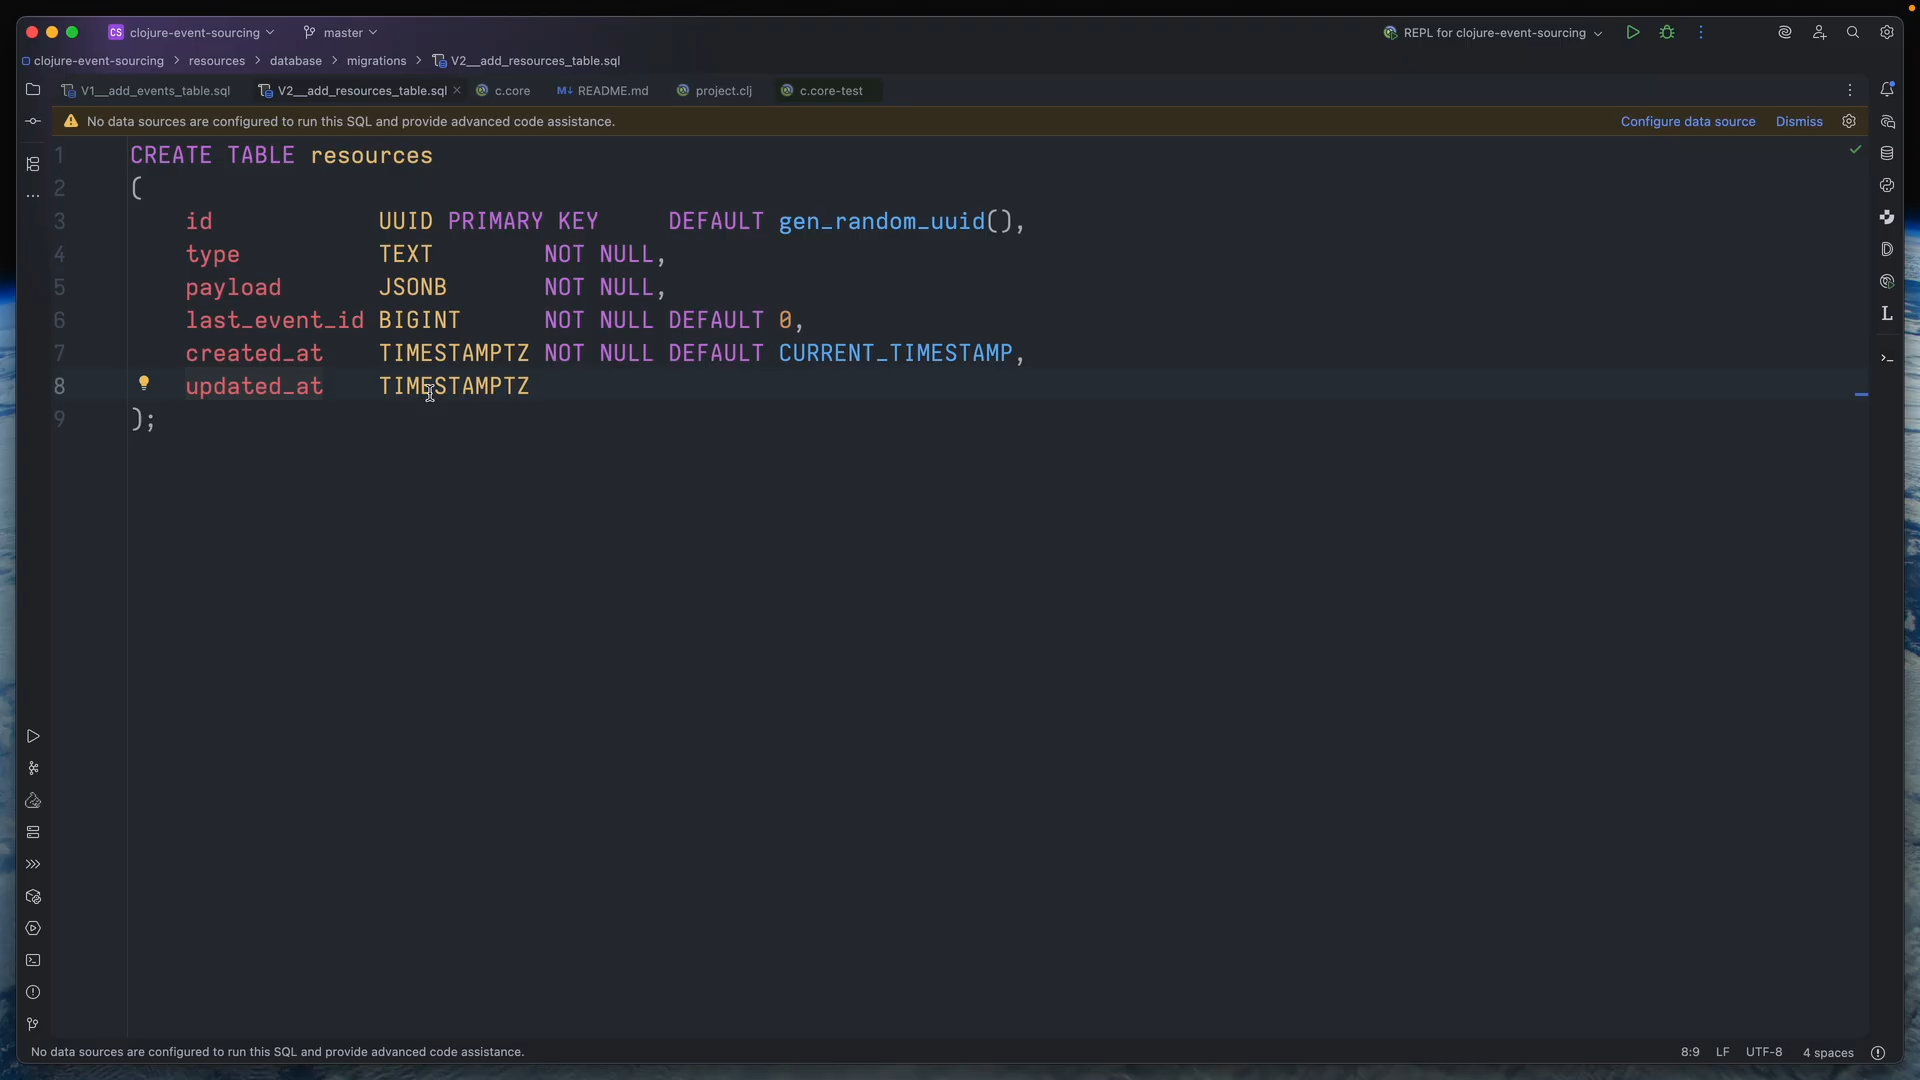 CS clojure-event-sourcing master REPL for clojure-event-sourcing
clojure-event-sourcing > resources > database > migrations > V2__add_resources_table.sql
V1__add_events_table.sql V2__add_resources_table.sql c.core M↓ README.md project.clj c.core-test
No data sources are configured to run this SQL and provide advanced code assistance. Configure data source Dismiss
1 CREATE TABLE resources
2 (
3 id UUID PRIMARY KEY DEFAULT gen_random_uuid(),
4 type TEXT NOT NULL,
5 payload JSONB NOT NULL,
6 last_event_id BIGINT NOT NULL DEFAULT 0,
7 created_at TIMESTAMPTZ NOT NULL DEFAULT CURRENT_TIMESTAMP,
8 updated_at TIMESTAMPTZ
9 );
D
L
No data sources are configured to run this SQL and provide advanced code assistance. 8:9 LF UTF-8 4 spaces